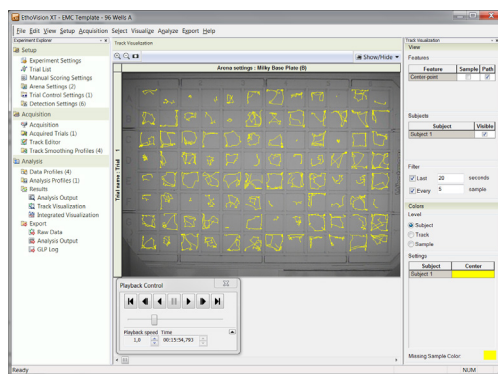 EthoVision XT - EMC Template - 96 Wells A
File Edit View Setup Acquisition Select Visualize Analyze Export Help
Experiment Explorer
Track Visualization
Track Visualization
Setup
Experiment Settings
Trial List
Manual Scoring Settings
Arena Settings (2)
Trial Control Settings (1)
Detection Settings (6)
Acquisition
Acquisition
Acquired Trials (1)
Track Editor
Track Smoothing Profiles (4)
Analysis
Data Profiles (4)
Analysis Profiles (1)
Results
Analysis Output
Track Visualization
Integrated Visualization
Export
Raw Data
Analysis Output
GLP Log
Show/Hide
Arena settings : Milky Base Plate (B)
Trial name : Trial 1
Playback Control
Playback speed Time
1,0 00:15:54,793
View
Features
Feature Sample Path
Center-point
Subjects
Subject Visible
Subject 1
Filter
Last 20 seconds
Every 5 sample
Colors
Level
Subject
Track
Sample
Settings
Subject Center
Subject 1
Missing Sample Color:
Ready
NUM